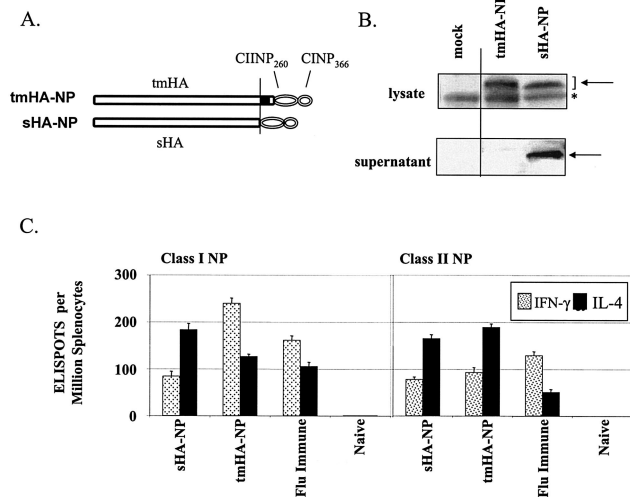 A.
CIINP260 CINP366
tmHA
tmHA-NP
sHA-NP
sHA
B.
mock
tmHA-NP
sHA-NP
lysate
*
supernatant
C.
Class I NP
Class II NP
ELISPOTS per
Million Splenocytes
300
200
100
0
IFN-γ IL-4
sHA-NP
tmHA-NP
Flu Immune
Naive
sHA-NP
tmHA-NP
Flu Immune
Naive